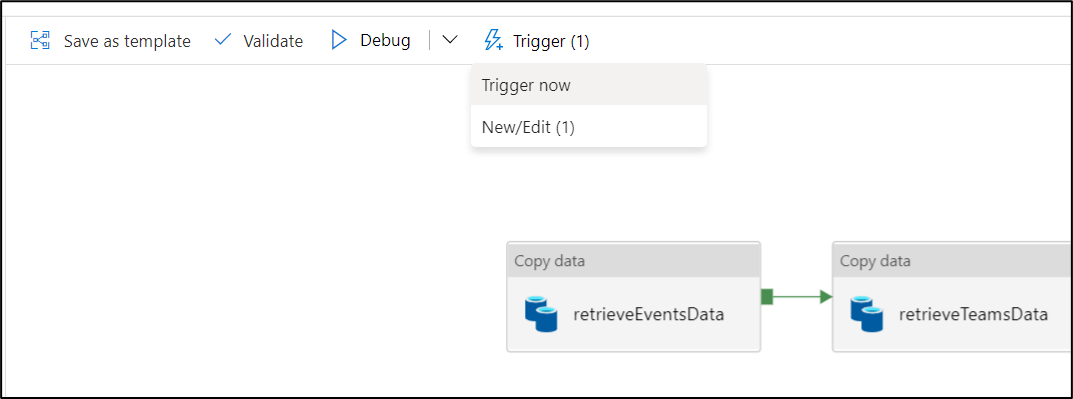 Save as template Validate Debug Trigger (1)
Trigger now
New/Edit (1)
Copy data Copy data
retrieveEventsData retrieveTeamsData